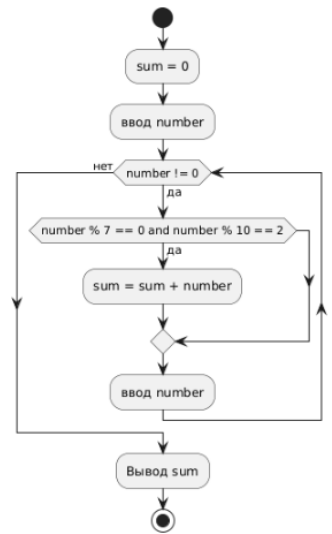 sum = 0
ввод number
нет
number != 0
да
number % 7 == 0 and number % 10 == 2
да
sum = sum + number
ввод number
Вывод sum